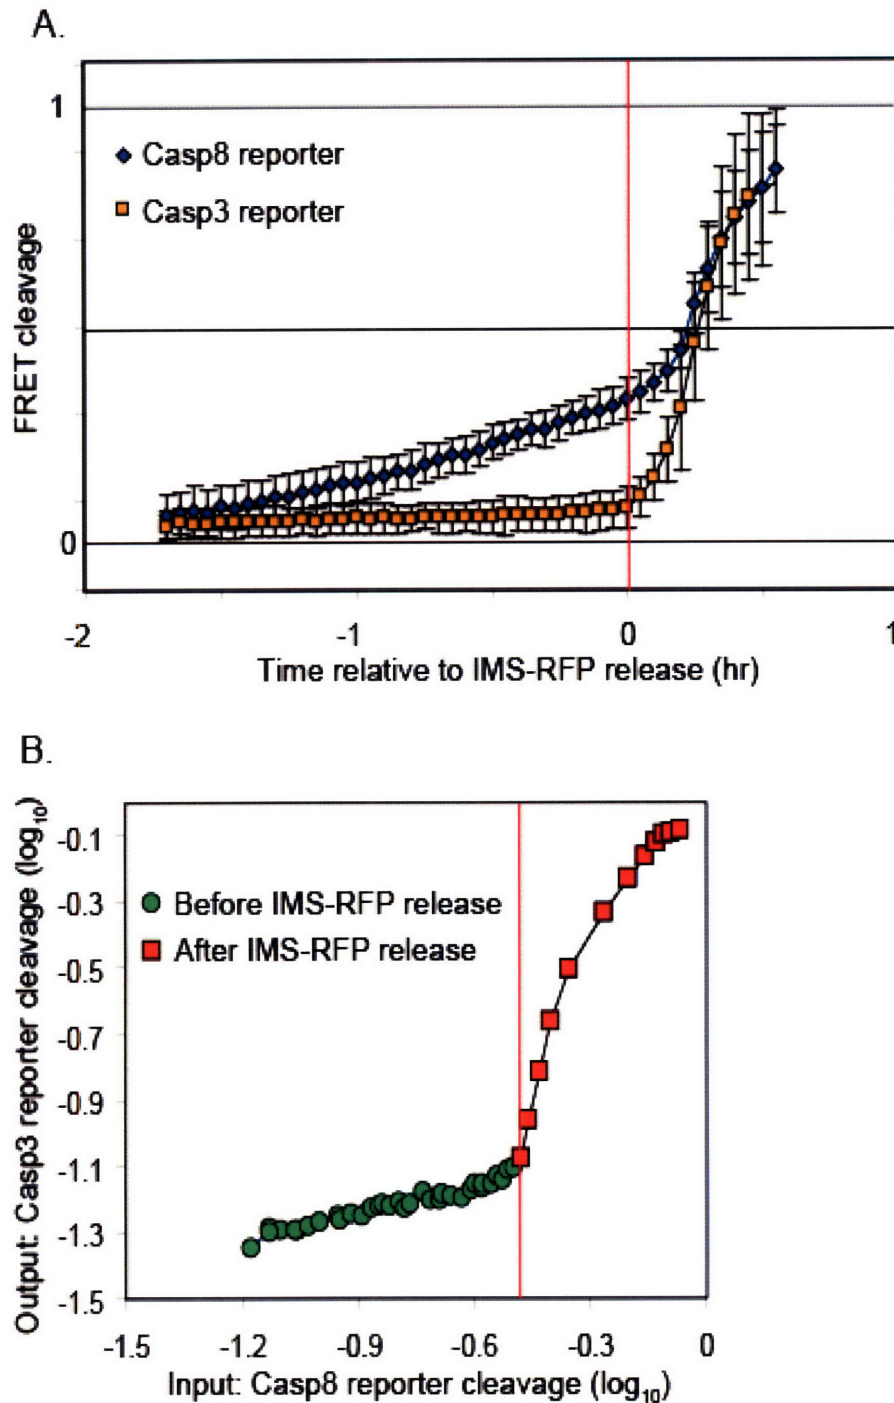 A.
1
Casp8 reporter
Casp3 reporter
FRET cleavage
0
-2 -1 0 1
Time relative to IMS-RFP release (hr)
B.
Output: Casp3 reporter cleavage (log10)
-0.1
-0.3
-0.5
-0.7
-0.9
-1.1
-1.3
-1.5
Before IMS-RFP release
After IMS-RFP release
-1.5 -1.2 -0.9 -0.6 -0.3 0
Input: Casp8 reporter cleavage (log10)